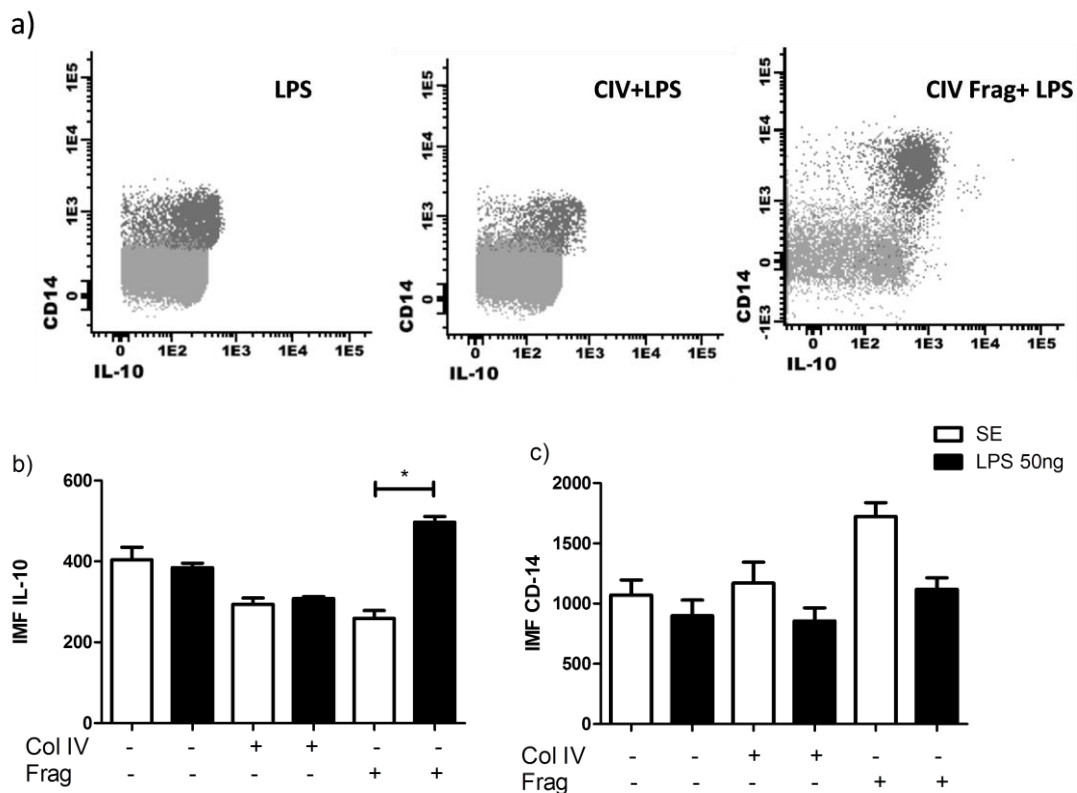 a)
LPS
CIV+LPS
CIV Frag+ LPS
1E5
1E4
1E3
0
CD14
0 1E2 1E3 1E4 1E5
IL-10
1E5
1E4
1E3
0
CD14
0 1E2 1E3 1E4 1E5
IL-10
1E5
1E4
1E3
0
-1E3
CD14
0 1E2 1E3 1E4 1E5
IL-10
SE
LPS 50ng
b)
600
400
200
0
IMF IL-10
*
Col IV - - + + - -
Frag - - - - + +
c)
2000
1500
1000
500
0
IMF CD-14
Col IV - - + + - -
Frag - - - - + +